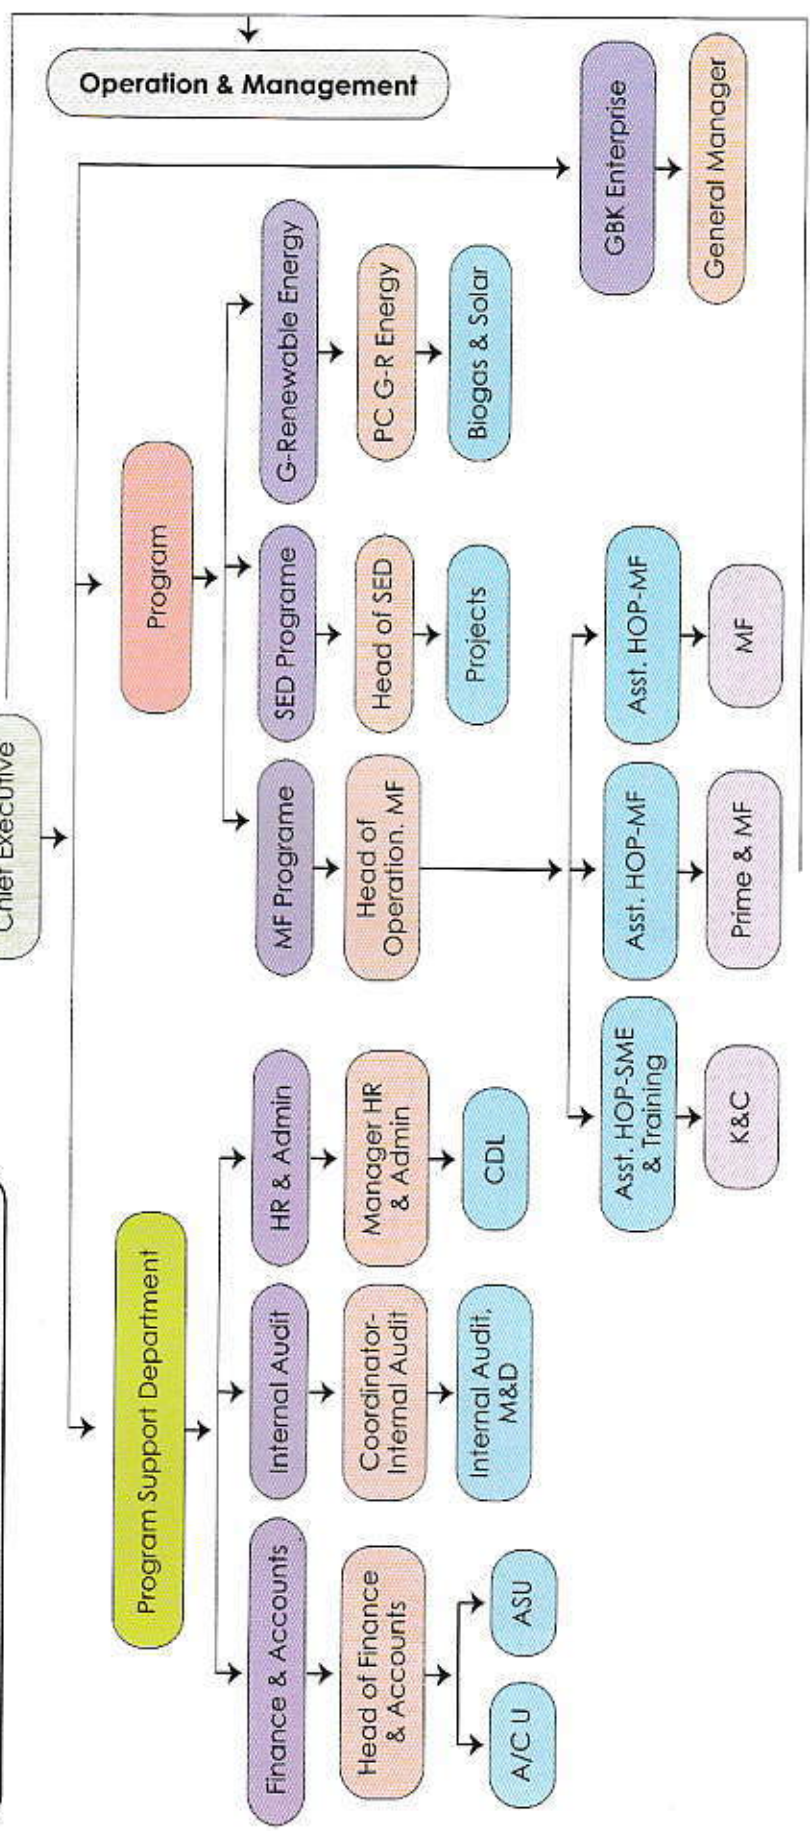 Chief Executive
Operation & Management
Program Support Department
Program
Finance & Accounts
Internal Audit
HR & Admin
MF Programe
SED Programe
G-Renewable Energy
GBK Enterprise
Head of Finance
& Accounts
Coordinator-
Internal Audit
Manager HR
& Admin
Head of
Operation. MF
Head of SED
PC G-R Energy
General Manager
A/C U
ASU
Internal Audit,
M&D
CDL
Projects
Biogas & Solar
Asst. HOP-SME
& Training
Asst. HOP-MF
Asst. HOP-MF
K&C
Prime & MF
MF